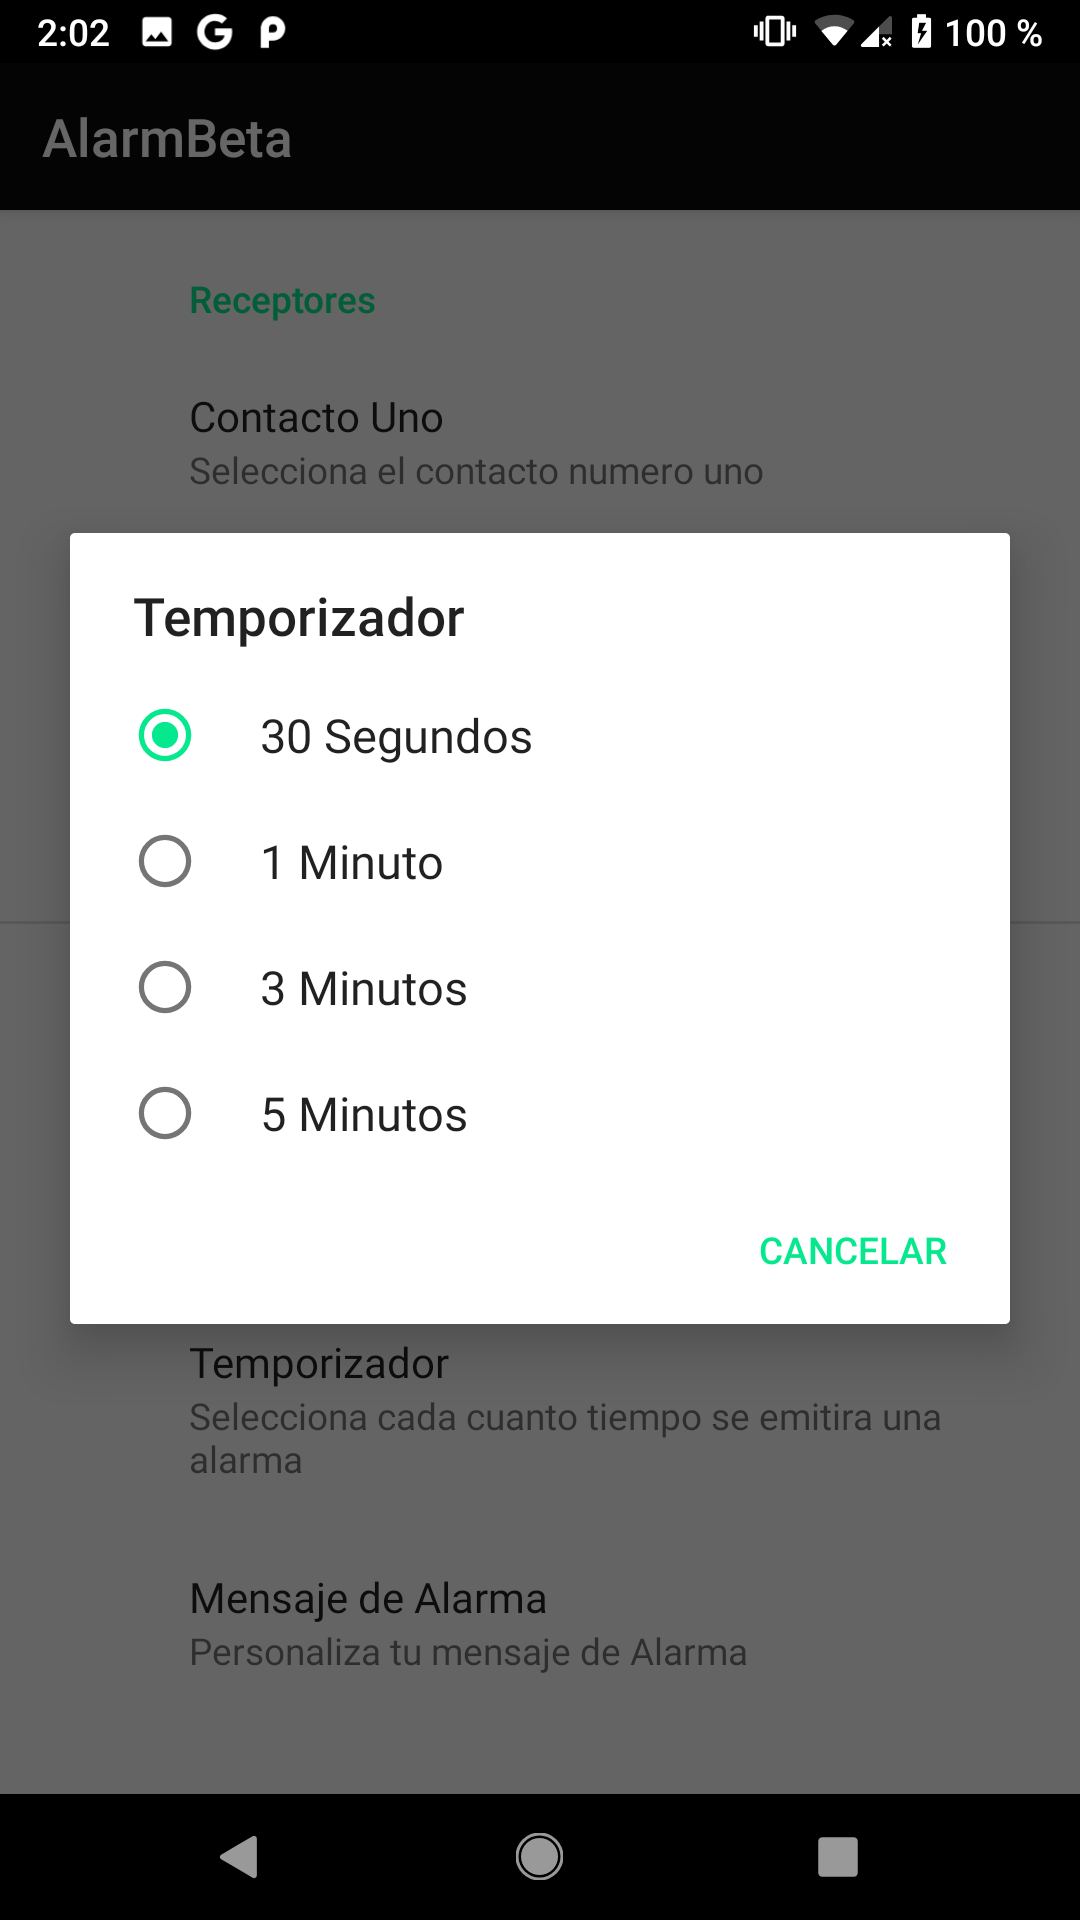 2:02
100 %
AlarmBeta
Receptores
Contacto Uno
Selecciona el contacto numero uno
Temporizador
30 Segundos
1 Minuto
3 Minutos
5 Minutos
CANCELAR
Temporizador
Selecciona cada cuanto tiempo se emitira una
alarma
Mensaje de Alarma
Personaliza tu mensaje de Alarma